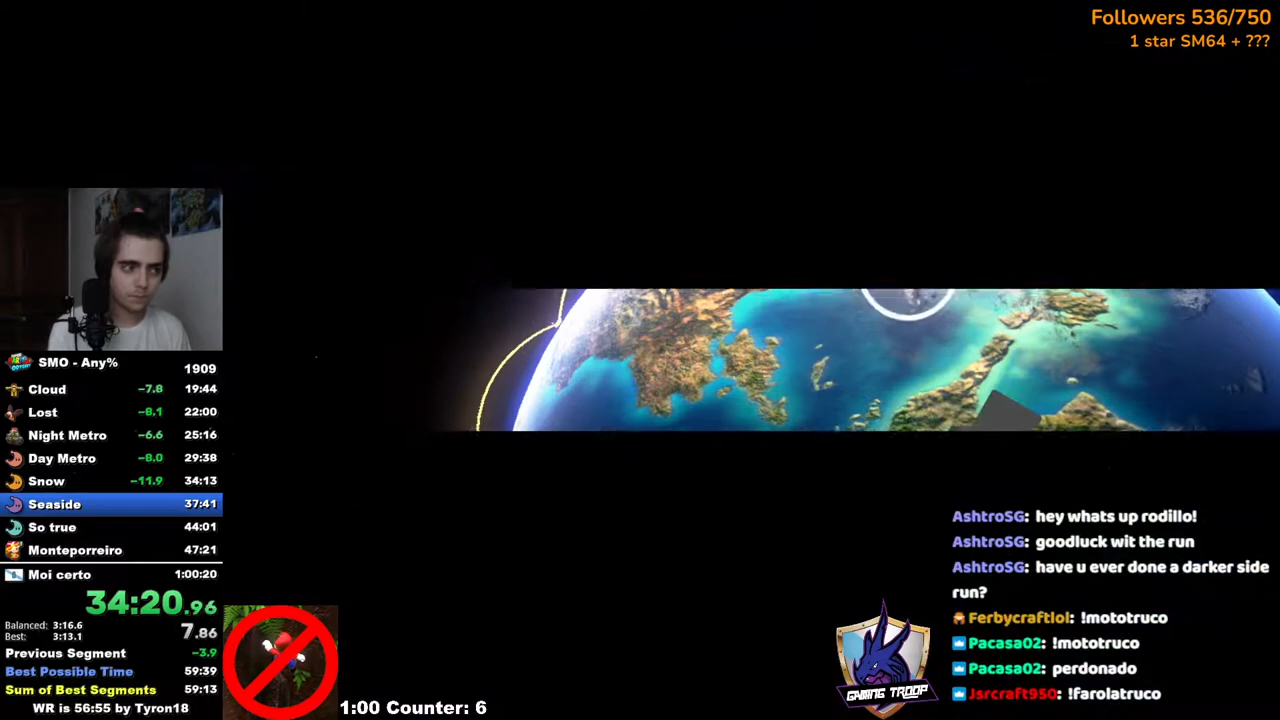 Followers 536/750
1 star SM64 + ???
SMO - Any%
1909
Cloud -7.8 19:44
Lost -8.1 22:00
Night Metro -6.6 25:16
Day Metro -8.0 29:38
Snow -11.9 34:13
Seaside 37:41
So true 44:01
Monteporreiro 47:21
Moi certo 1:00:20
34:20.96
Balanced: 3:16.6
Best: 3:13.1
7.86
Previous Segment -3.9
Best Possible Time 59:39
Sum of Best Segments 59:13
WR is 56:55 by Tyron18
1:00 Counter: 6
GAMING TROOP
AshtroSG: hey whats up rodillo!
AshtroSG: goodluck wit the run
AshtroSG: have u ever done a darker side
run?
Ferbycraftlol: !mototruco
Pacasa02: !mototruco
Pacasa02: perdonado
Jsrcraft950: !farolatruco